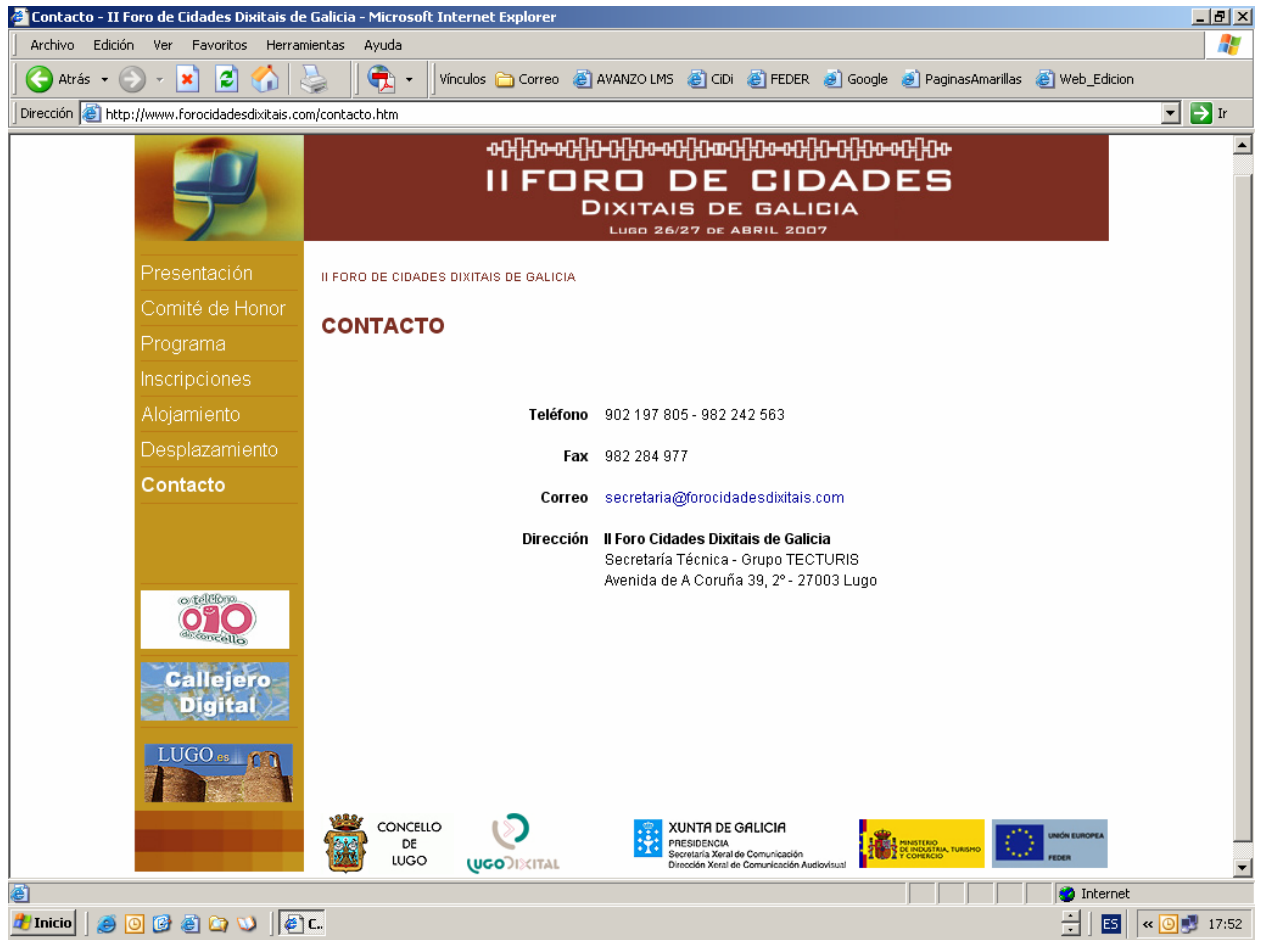 Contacto - II Foro de Cidades Dixitais de Galicia - Microsoft Internet Explorer
Archivo Edición Ver Favoritos Herramientas Ayuda
Atrás Vínculos Correo AVANZO LMS CiDi FEDER Google PaginasAmarillas Web_Edicion
Dirección http://www.forocidadesdixitais.com/contacto.htm Ir
II FORO DE CIDADES
DIXITAIS DE GALICIA
LUGO 26/27 DE ABRIL 2007
Presentación
Comité de Honor
Programa
Inscripciones
Alojamiento
Desplazamiento
Contacto
o teléfono
010
do concello
Callejero
Digital
LUGO es
II FORO DE CIDADES DIXITAIS DE GALICIA
CONTACTO
Teléfono 902 197 805 - 982 242 563
Fax 982 284 977
Correo secretaria@forocidadesdixitais.com
Dirección II Foro Cidades Dixitais de Galicia
Secretaría Técnica - Grupo TECTURIS
Avenida de A Coruña 39, 2º - 27003 Lugo
CONCELLO
DE
LUGO
LUGODIXITAL
XUNTA DE GALICIA
PRESIDENCIA
Secretaría Xeral de Comunicación
Dirección Xeral de Comunicación Audiovisual
MINISTERIO
DE INDUSTRIA, TURISMO
Y COMERCIO
UNIÓN EUROPEA
FEDER
Internet
Inicio C.. ES « 17:52